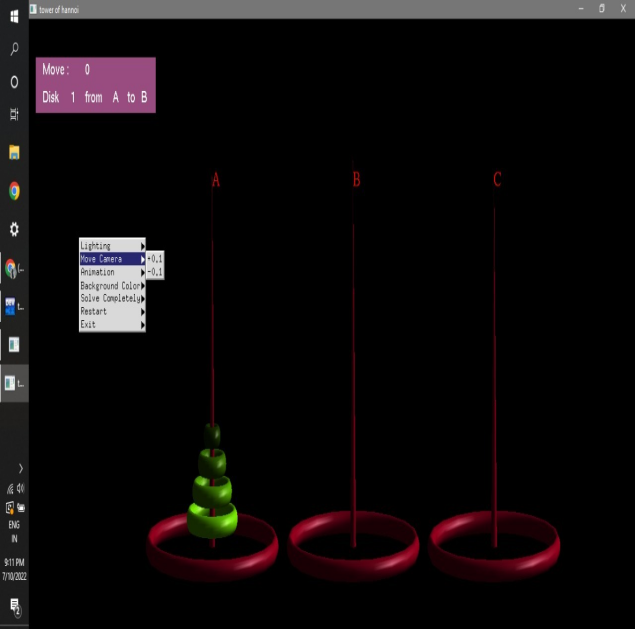 tower of hannoi
Move : 0
Disk 1 from A to B
A B C
Lighting
Move Camera
+0.1
Animation
-0.1
Background Color
Solve Completely
Restart
Exit
ENG
IN
9:11 PM
7/10/2022
2